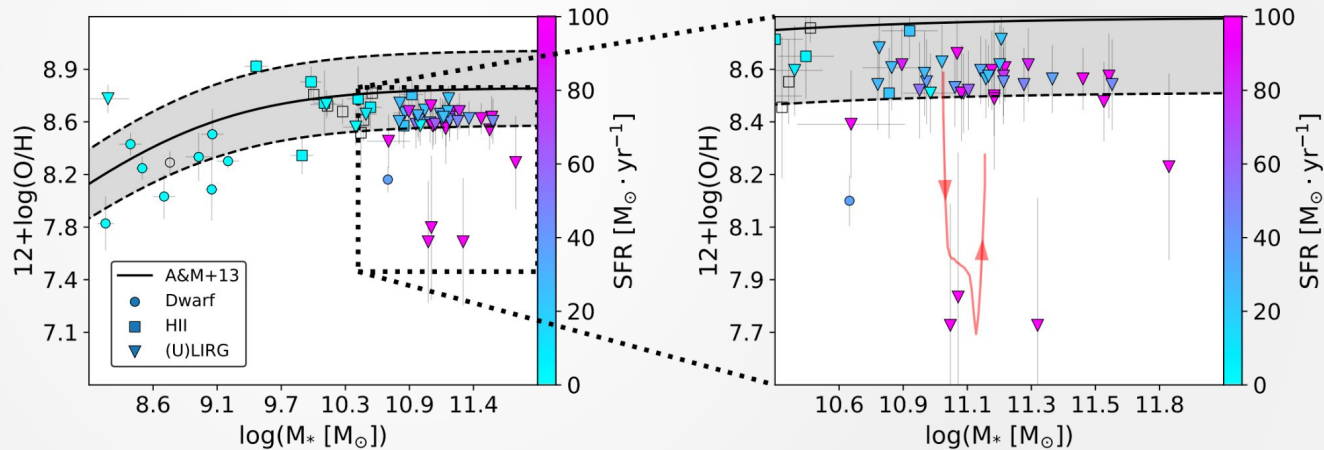 12+log(O/H)
8.9
8.6
8.2
7.8
7.4
7.1
A&M+13
Dwarf
HII
(U)LIRG
8.6 9.1 9.7 10.3 10.9 11.4
log(M* [M⊙])
100
80
60
40
20
0
SFR [M⊙ · yr⁻¹]
12+log(O/H)
8.6
8.4
8.2
8.1
7.9
7.7
10.6 10.9 11.1 11.3 11.5 11.8
log(M* [M⊙])
100
80
60
40
20
0
SFR [M⊙ · yr⁻¹]